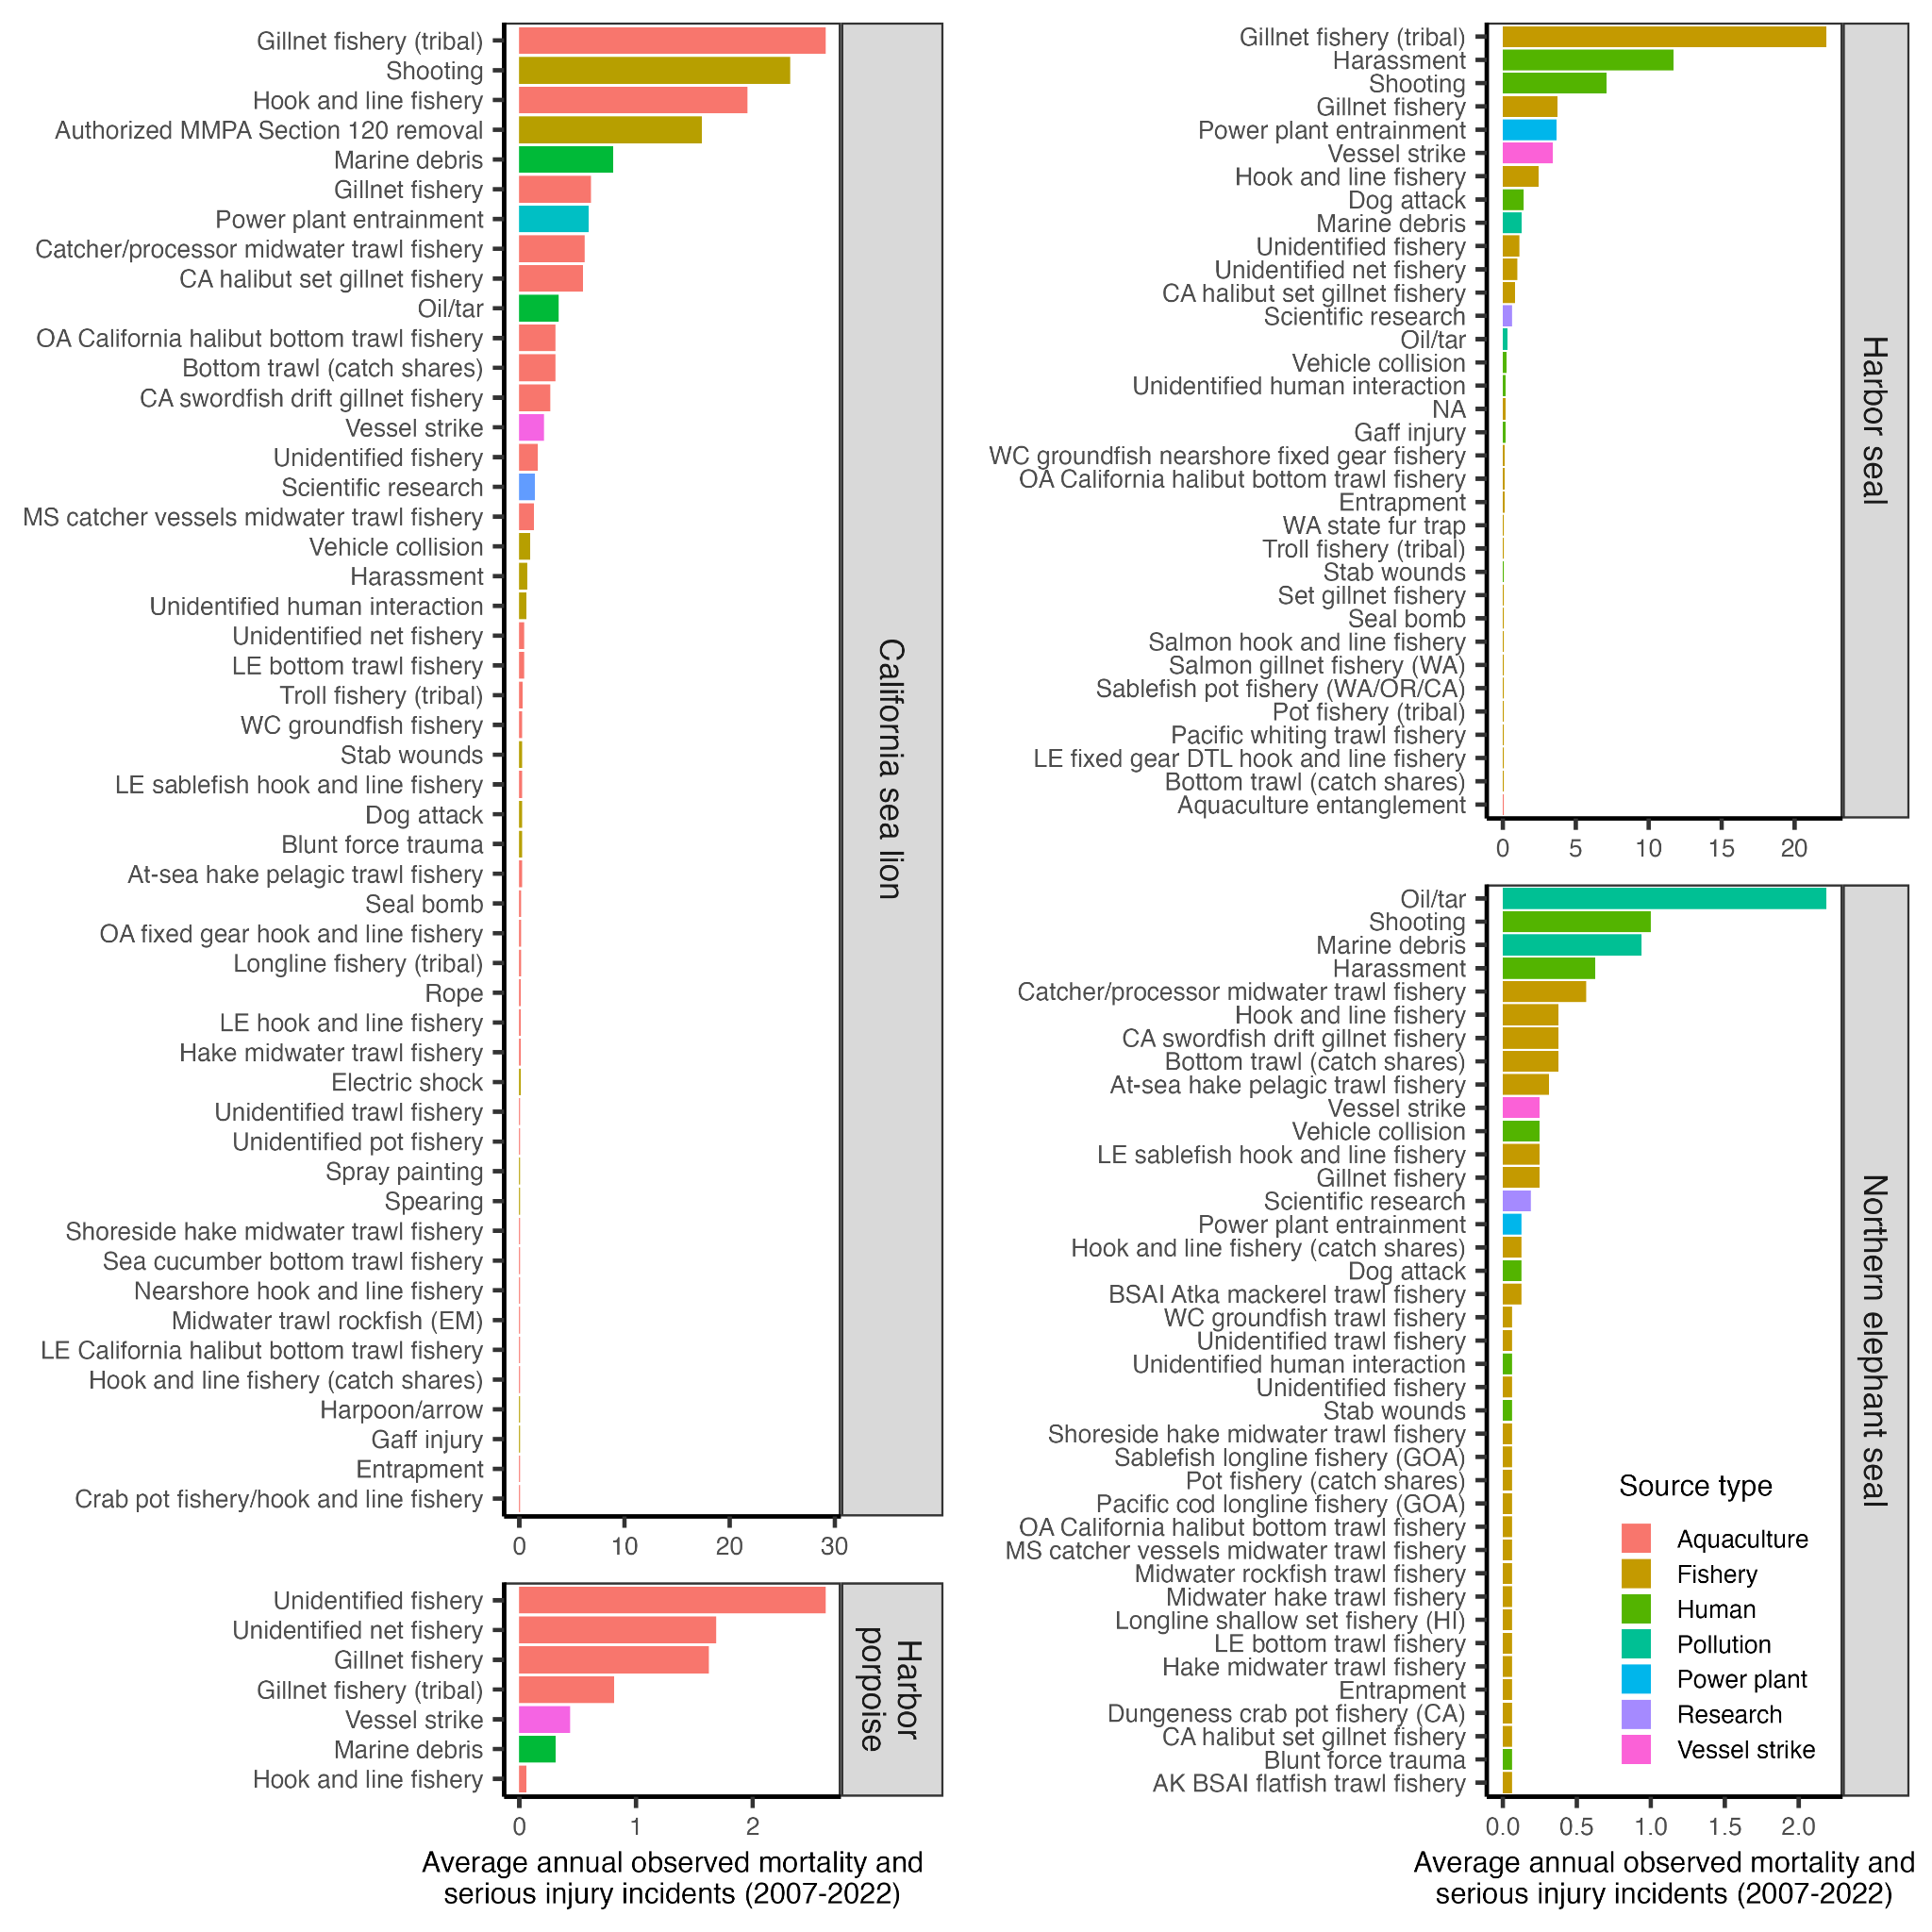 Gillnet fishery (tribal)
Shooting
Hook and line fishery
Authorized MMPA Section 120 removal
Marine debris
Gillnet fishery
Power plant entrainment
Catcher/processor midwater trawl fishery
CA halibut set gillnet fishery
Oil/tar
OA California halibut bottom trawl fishery
Bottom trawl (catch shares)
CA swordfish drift gillnet fishery
Vessel strike
Unidentified fishery
Scientific research
MS catcher vessels midwater trawl fishery
Vehicle collision
Harassment
Unidentified human interaction
Unidentified net fishery
LE bottom trawl fishery
Troll fishery (tribal)
WC groundfish fishery
Stab wounds
LE sablefish hook and line fishery
Dog attack
Blunt force trauma
At-sea hake pelagic trawl fishery
Seal bomb
OA fixed gear hook and line fishery
Longline fishery (tribal)
Rope
LE hook and line fishery
Hake midwater trawl fishery
Electric shock
Unidentified trawl fishery
Unidentified pot fishery
Spray painting
Spearing
Shoreside hake midwater trawl fishery
Sea cucumber bottom trawl fishery
Nearshore hook and line fishery
Midwater trawl rockfish (EM)
LE California halibut bottom trawl fishery
Hook and line fishery (catch shares)
Harpoon/arrow
Gaff injury
Entrapment
Crab pot fishery/hook and line fishery
0 10 20 30
California sea lion
Unidentified fishery
Unidentified net fishery
Gillnet fishery
Gillnet fishery (tribal)
Vessel strike
Marine debris
Hook and line fishery
0 1 2
Harbor
porpoise
Average annual observed mortality and
serious injury incidents (2007-2022)
Gillnet fishery (tribal)
Harassment
Shooting
Gillnet fishery
Power plant entrainment
Vessel strike
Hook and line fishery
Dog attack
Marine debris
Unidentified fishery
Unidentified net fishery
CA halibut set gillnet fishery
Scientific research
Oil/tar
Vehicle collision
Unidentified human interaction
NA
Gaff injury
WC groundfish nearshore fixed gear fishery
OA California halibut bottom trawl fishery
Entrapment
WA state fur trap
Troll fishery (tribal)
Stab wounds
Set gillnet fishery
Seal bomb
Salmon hook and line fishery
Salmon gillnet fishery (WA)
Sablefish pot fishery (WA/OR/CA)
Pot fishery (tribal)
Pacific whiting trawl fishery
LE fixed gear DTL hook and line fishery
Bottom trawl (catch shares)
Aquaculture entanglement
0 5 10 15 20
Harbor seal
Oil/tar
Shooting
Marine debris
Harassment
Catcher/processor midwater trawl fishery
Hook and line fishery
CA swordfish drift gillnet fishery
Bottom trawl (catch shares)
At-sea hake pelagic trawl fishery
Vessel strike
Vehicle collision
LE sablefish hook and line fishery
Gillnet fishery
Scientific research
Power plant entrainment
Hook and line fishery (catch shares)
Dog attack
BSAI Atka mackerel trawl fishery
WC groundfish trawl fishery
Unidentified trawl fishery
Unidentified human interaction
Unidentified fishery
Stab wounds
Shoreside hake midwater trawl fishery
Sablefish longline fishery (GOA)
Pot fishery (catch shares)
Pacific cod longline fishery (GOA)
OA California halibut bottom trawl fishery
MS catcher vessels midwater trawl fishery
Midwater rockfish trawl fishery
Midwater hake trawl fishery
Longline shallow set fishery (HI)
LE bottom trawl fishery
Hake midwater trawl fishery
Entrapment
Dungeness crab pot fishery (CA)
CA halibut set gillnet fishery
Blunt force trauma
AK BSAI flatfish trawl fishery
0.0 0.5 1.0 1.5 2.0
Northern elephant seal
Source type
Aquaculture
Fishery
Human
Pollution
Power plant
Research
Vessel strike
Average annual observed mortality and
serious injury incidents (2007-2022)